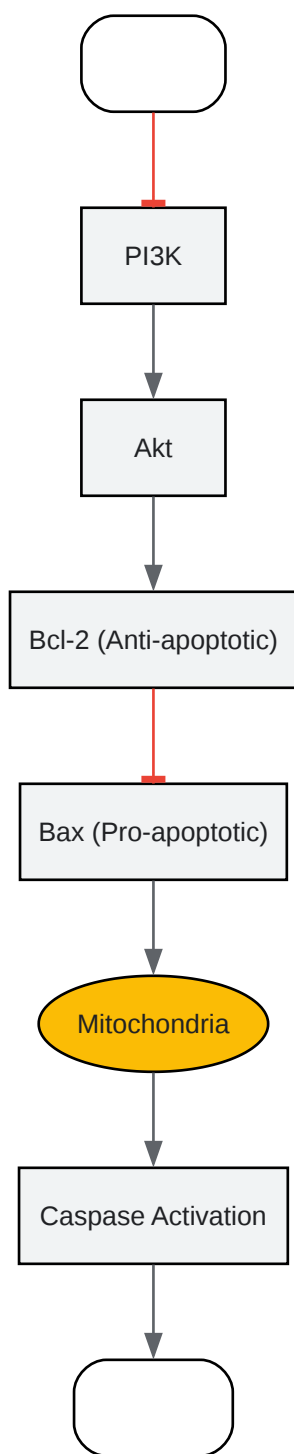 PI3K
Akt
Bcl-2 (Anti-apoptotic)
Bax (Pro-apoptotic)
Mitochondria
Caspase Activation